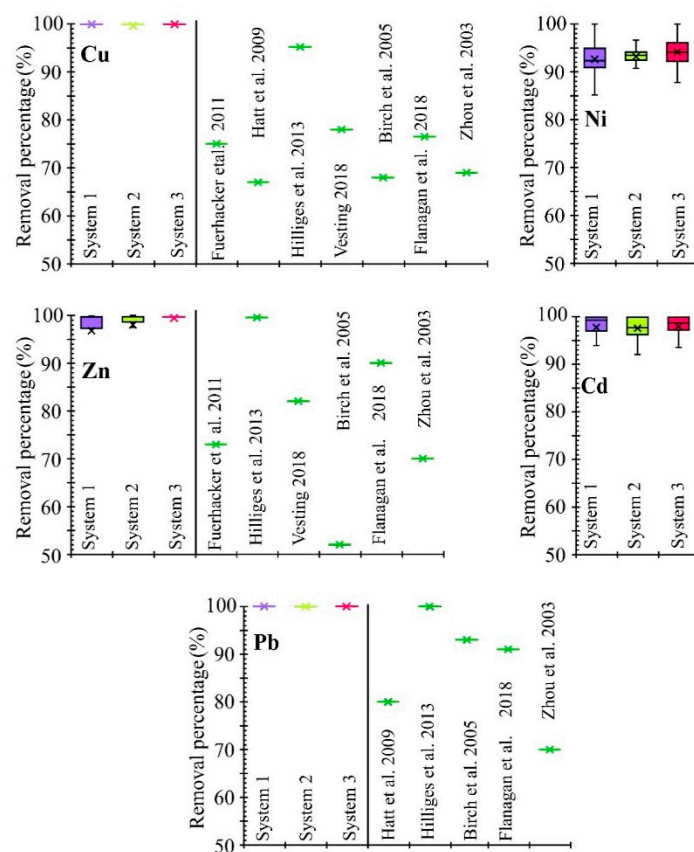 Removal percentage (%)
100
90
80
70
60
50
Cu
System 1
System 2
System 3
Fuerhacker etal. 2011
Hatt et al. 2009
Hilliges et al. 2013
Vesting 2018
Birch et al. 2005
Flanagan et al. 2018
Zhou et al. 2003
Removal percentage (%)
100
90
80
70
60
50
Ni
System 1
System 2
System 3
Removal percentage (%)
100
90
80
70
60
50
Zn
System 1
System 2
System 3
Fuerhacker et al. 2011
Hilliges et al. 2013
Vesting 2018
Birch et al. 2005
Flanagan et al. 2018
Zhou et al. 2003
Removal percentage (%)
100
90
80
70
60
50
Cd
System 1
System 2
System 3
Removal percentage (%)
100
90
80
70
60
50
Pb
System 1
System 2
System 3
Hatt et al. 2009
Hilliges et al. 2013
Birch et al. 2005
Flanagan et al. 2018
Zhou et al. 2003